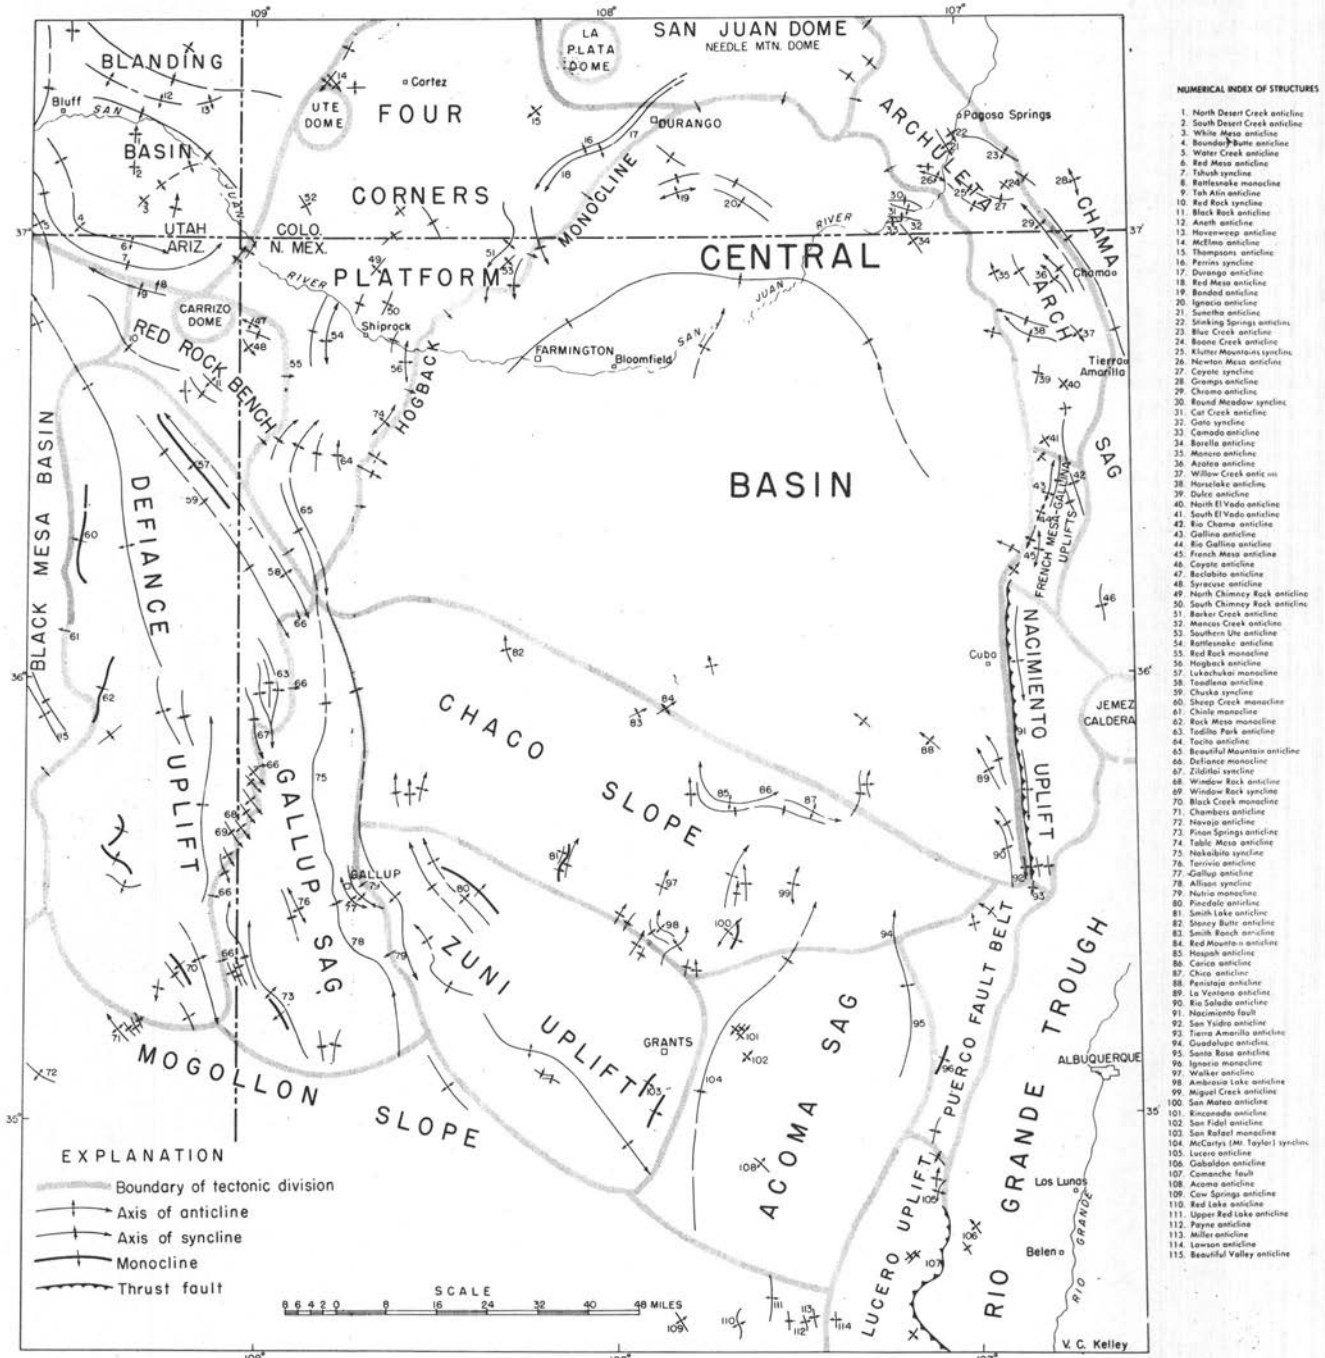 109°
108°
107°
BLANDING
BASIN
Bluff
SAN
JUAN
14
Cortez
UTE
DOME
FOUR
CORNERS
PLATFORM
LA
PLATA
DOME
SAN JUAN DOME
NEEDLE MTN. DOME
DURANGO
MONOCLINE
ARCHULETA
ARCH
Pagosa Springs
CHAMA
SAG
37°
UTAH
ARIZ.
COLO.
N. MEX.
RIVER
CENTRAL
BASIN
RIVER
JUAN
SAN
37°
Chama
Tierra
Amarilla
CARRIZO
DOME
RED ROCK BENCH
Shiprock
HOGBACK
FARMINGTON
Bloomfield
BLACK MESA BASIN
DEFIANCE
UPLIFT
FRENCH MESA-GALLINA
UPLIFTS
NACIMIENTO UPLIFT
Cuba
JEMEZ
CALDERA
36°
36°
CHACO
SLOPE
GALLUP SAG
GALLUP
ZUNI
UPLIFT
GRANTS
ACOMA SAG
PUERCO FAULT BELT
RIO GRANDE TROUGH
ALBUQUERQUE
MOGOLLON
SLOPE
35°
35°
LUCERO UPLIFT
Los Lunas
Belen
RIO GRANDE
EXPLANATION
Boundary of tectonic division
Axis of anticline
Axis of syncline
Monocline
Thrust fault
SCALE
8 6 4 2 0 8 16 24 32 40 48 MILES
V. C. Kelley
NUMERICAL INDEX OF STRUCTURES
1. North Desert Creek anticline
2. South Desert Creek anticline
3. White Mesa anticline
4. Boundary Butte anticline
5. Water Creek anticline
6. Red Mesa anticline
7. Tshush syncline
8. Rattlesnake monocline
9. Toh Atin anticline
10. Red Rock syncline
11. Black Rock anticline
12. Aneth anticline
13. Hovenweep anticline
14. McElmo anticline
15. Thompsons anticline
16. Perrins syncline
17. Durango anticline
18. Red Mesa anticline
19. Bondad anticline
20. Ignacio anticline
21. Sunetha anticline
22. Stinking Springs anticline
23. Blue Creek anticline
24. Boone Creek anticline
25. Klutter Mountains syncline
26. Newton Mesa anticline
27. Coyote syncline
28. Gramps anticline
29. Chromo anticline
30. Round Meadow syncline
31. Cat Creek anticline
32. Gato syncline
33. Camado anticline
34. Barella anticline
35. Monero anticline
36. Azotea anticline
37. Willow Creek anticline
38. Horselake anticline
39. Dulce anticline
40. North El Vado anticline
41. South El Vado anticline
42. Rio Chama anticline
43. Gallina anticline
44. Rio Gallina anticline
45. French Mesa anticline
46. Coyote anticline
47. Beclabito anticline
48. Syracuse anticline
49. North Chimney Rock anticline
50. South Chimney Rock anticline
51. Barker Creek anticline
52. Mancos Creek anticline
53. Southern Ute anticline
54. Rattlesnake anticline
55. Red Rock monocline
56. Hogback anticline
57. Lukachukai monocline
58. Toadlena anticline
59. Chuska syncline
60. Sheep Creek monocline
61. Chinle monocline
62. Rock Mesa monocline
63. Todilto Park anticline
64. Tocito anticline
65. Beautiful Mountain anticline
66. Defiance monocline
67. Zilditloi syncline
68. Window Rock anticline
69. Window Rock syncline
70. Black Creek monocline
71. Chambers anticline
72. Navajo anticline
73. Pinon Springs anticline
74. Table Mesa anticline
75. Nakaibito syncline
76. Torrivio anticline
77. Gallup anticline
78. Allison syncline
79. Nutria monocline
80. Pinedale anticline
81. Smith Lake anticline
82. Stoney Butte anticline
83. Smith Ranch anticline
84. Red Mountain anticline
85. Hospah anticline
86. Carica anticline
87. Chico anticline
88. Penistaja anticline
89. La Ventana anticline
90. Rio Salado anticline
91. Nacimiento fault
92. San Ysidro anticline
93. Tierra Amarilla anticline
94. Guadalupe anticline
95. Santa Rosa anticline
96. Ignacio monocline
97. Walker anticline
98. Ambrosia Lake anticline
99. Miguel Creek anticline
100. San Mateo anticline
101. Rinconada anticline
102. San Fidel anticline
103. San Rafael monocline
104. McCartys (Mt. Taylor) syncline
105. Lucero anticline
106. Gabaldon anticline
107. Comanche fault
108. Acoma anticline
109. Cow Springs anticline
110. Red Lake anticline
111. Upper Red Lake anticline
112. Payne anticline
113. Miller anticline
114. Lawson anticline
115. Beautiful Valley anticline